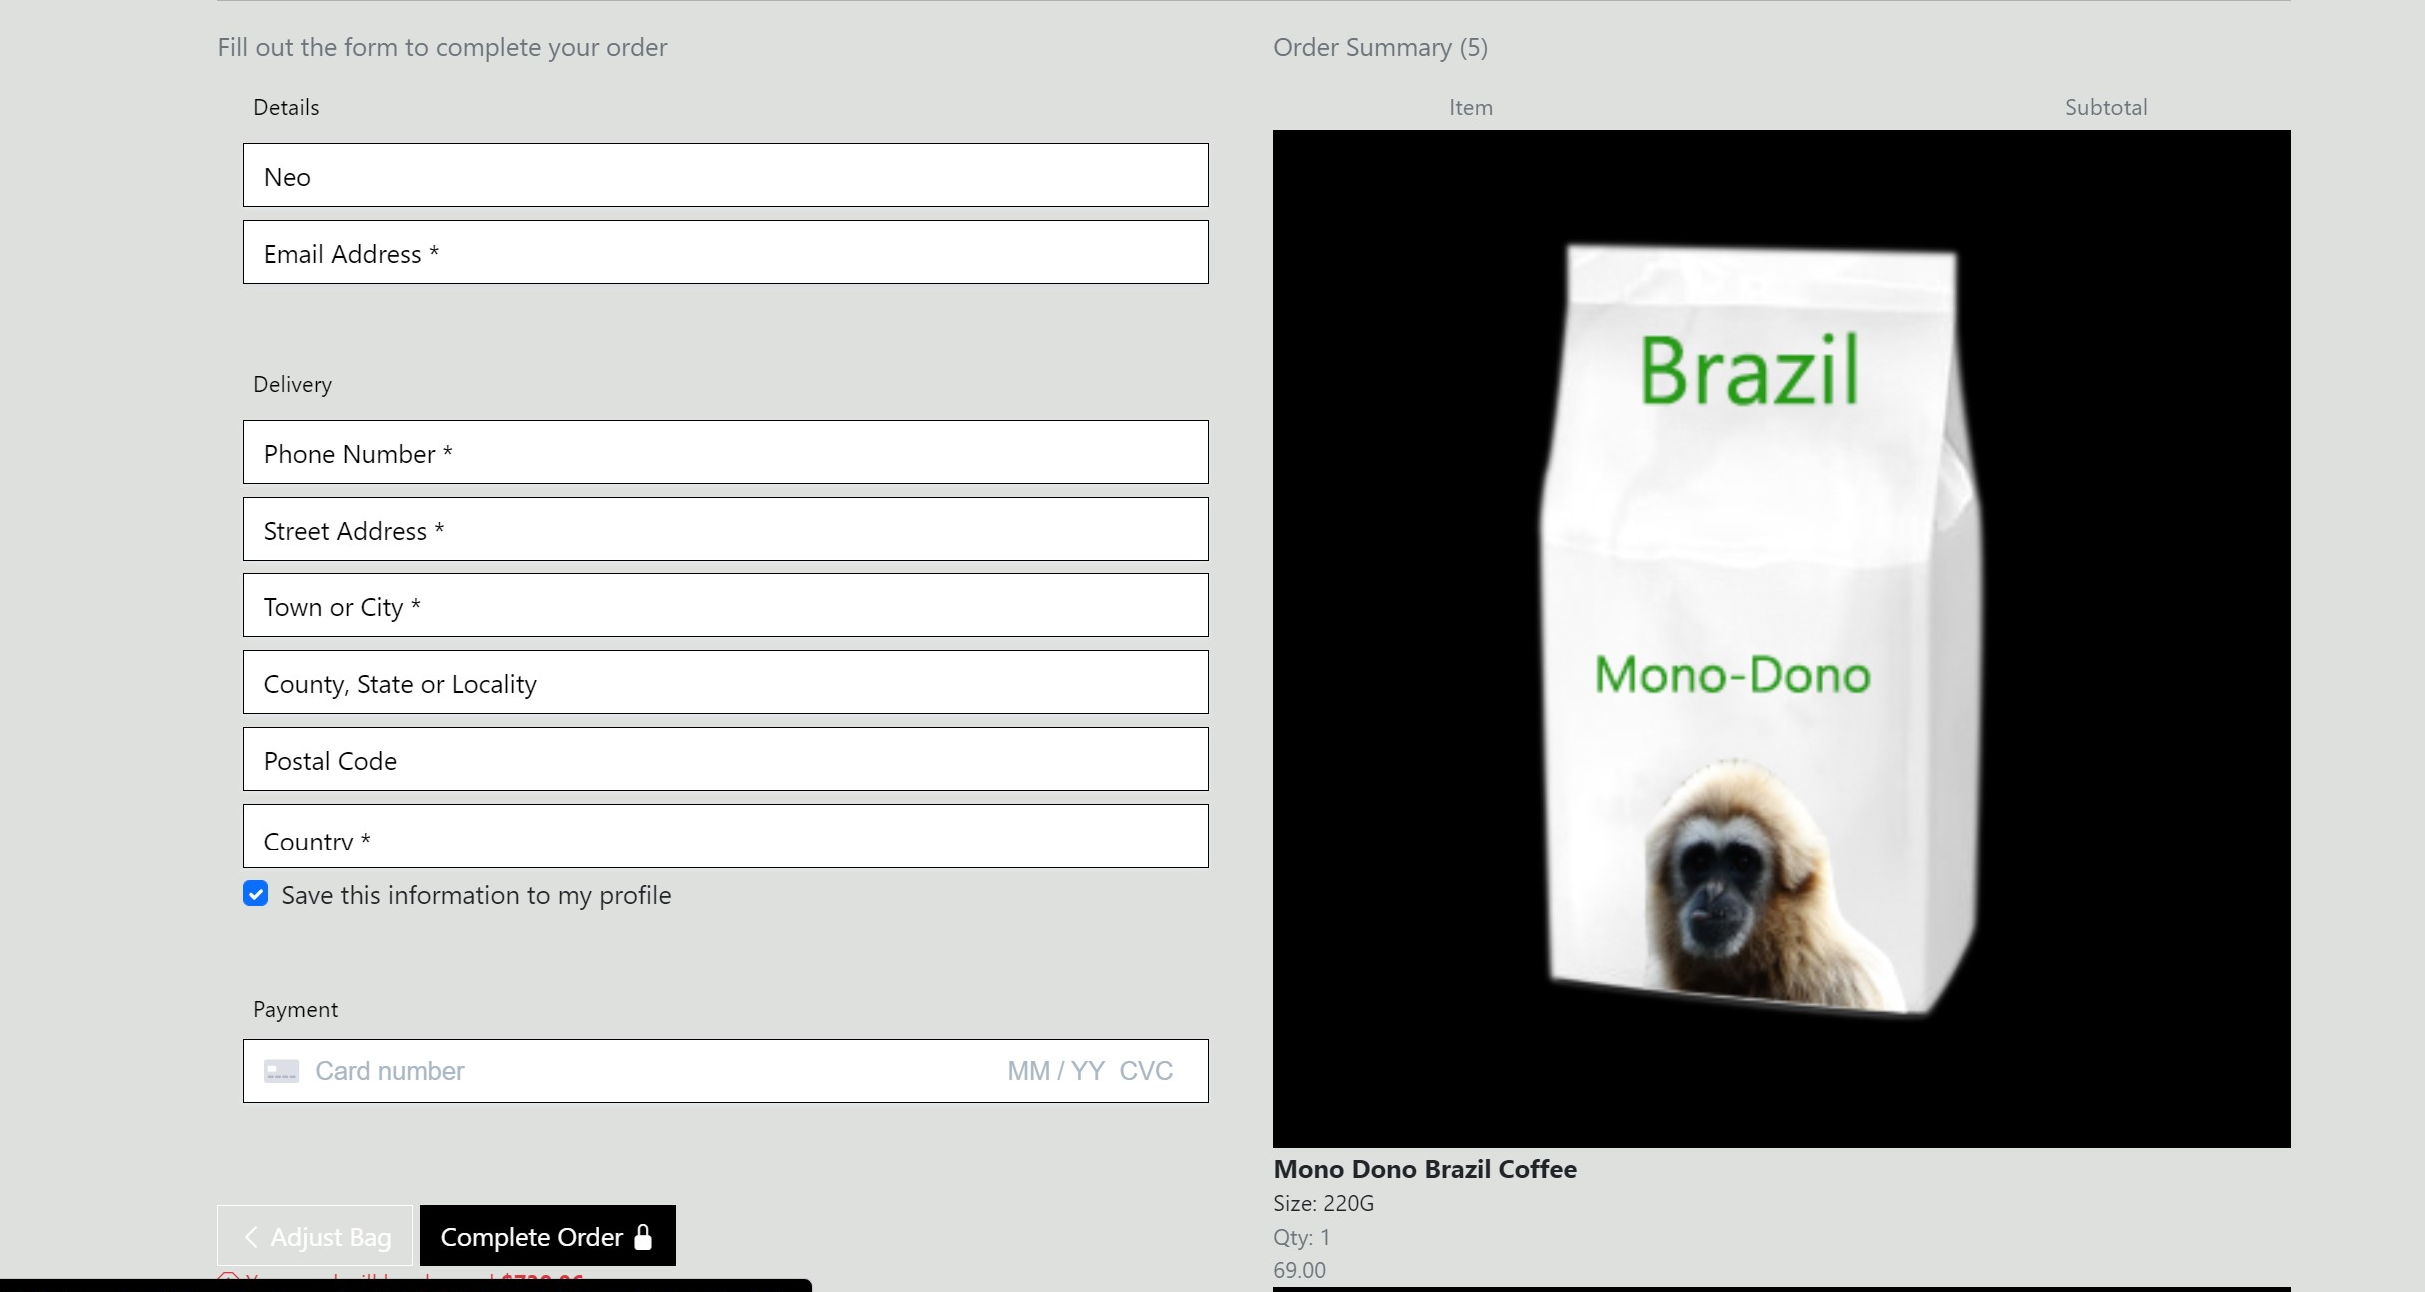 Fill out the form to complete your order
Details
Neo
Email Address *
Delivery
Phone Number *
Street Address *
Town or City *
County, State or Locality
Postal Code
Country *
Save this information to my profile
Payment
Card number MM / YY CVC
Adjust Bag
Complete Order
Order Summary (5)
Item Subtotal
Brazil
Mono-Dono
Mono Dono Brazil Coffee
Size: 220G
Qty: 1
69.00